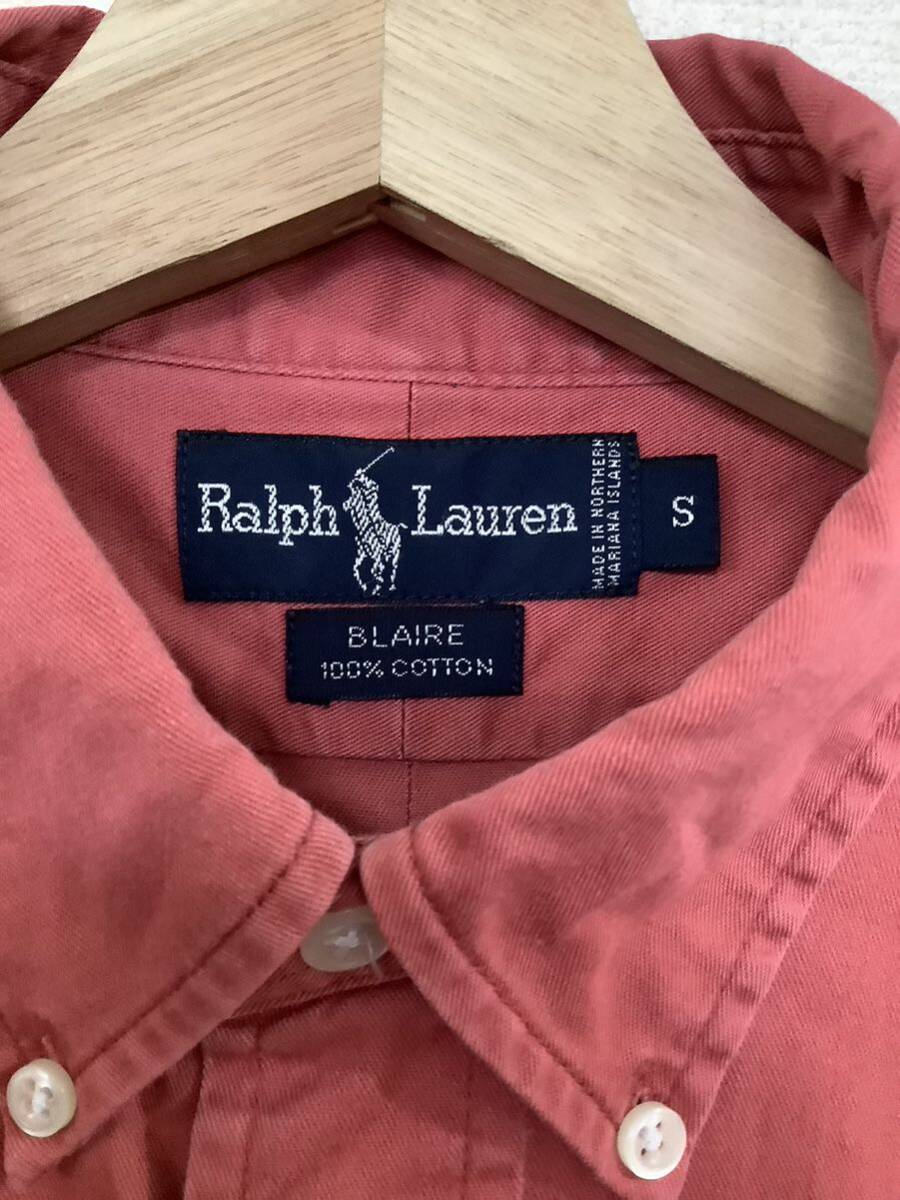 Ralph Lauren
MADE IN NORTHERN
MARIANA ISLANDS
S
BLAIRE
100% COTTON